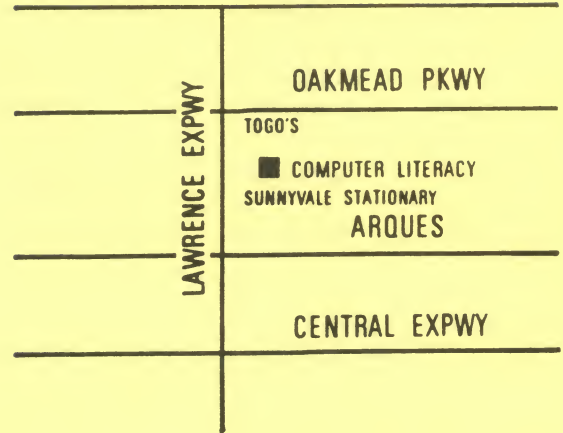 OAKMEAD PKWY
LAWRENCE EXPWY
TOGO'S
COMPUTER LITERACY
SUNNYVALE STATIONARY
ARQUES
CENTRAL EXPWY